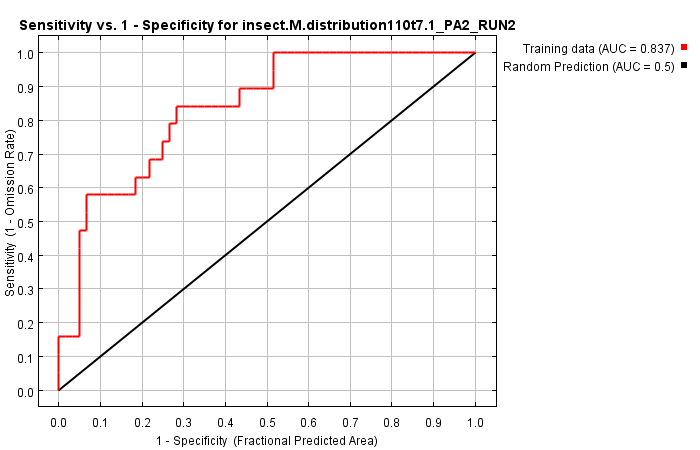 Sensitivity vs. 1 - Specificity for insect.M.distribution110t7.1_PA2_RUN2
Training data (AUC = 0.837)
Random Prediction (AUC = 0.5)
Sensitivity (1 - Omission Rate)
1.0
0.9
0.8
0.7
0.6
0.5
0.4
0.3
0.2
0.1
0.0
0.0 0.1 0.2 0.3 0.4 0.5 0.6 0.7 0.8 0.9 1.0
1 - Specificity (Fractional Predicted Area)